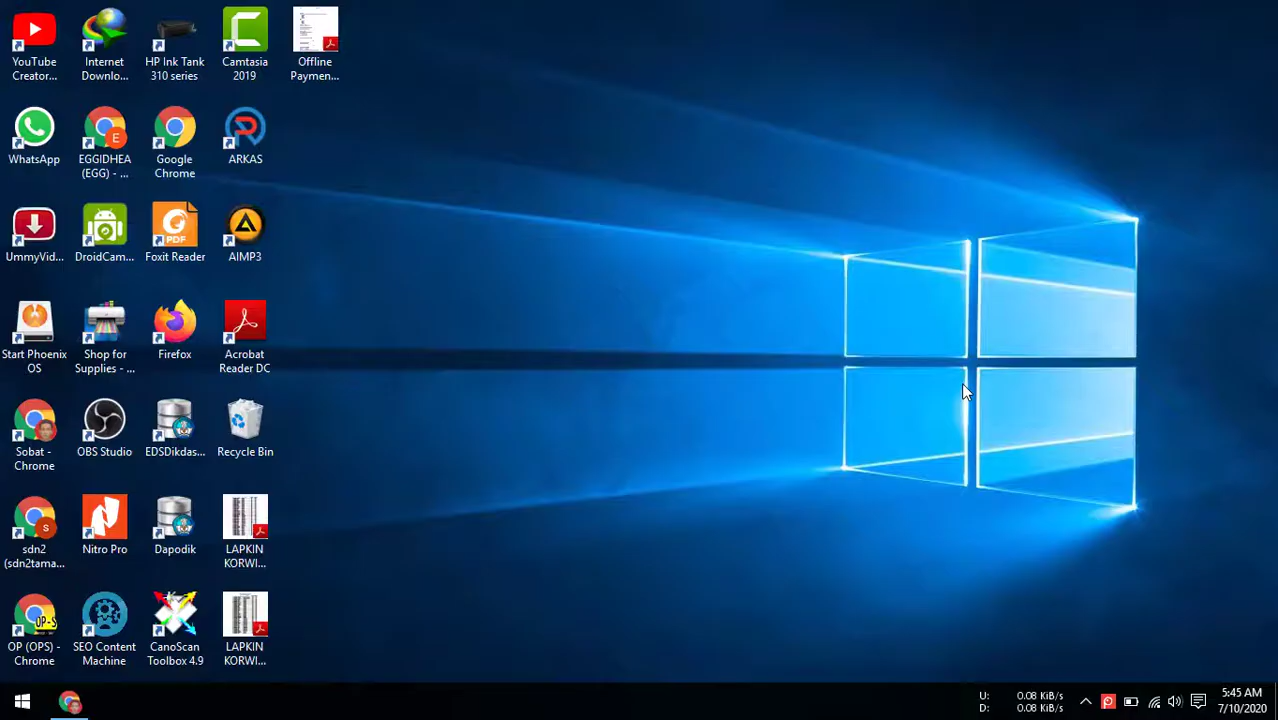 YouTube
Creator...
Internet
Downlo...
HP Ink Tank
310 series
Camtasia
2019
Offline
Paymen...
WhatsApp
EGGIDHEA
(EGG) - ...
Google
Chrome
ARKAS
UmmyVid...
DroidCam...
Foxit Reader
AIMP3
Start Phoenix
OS
Shop for
Supplies - ...
Firefox
Acrobat
Reader DC
Sobat -
Chrome
OBS Studio
EDSDikdas...
Recycle Bin
sdn2
(sdn2tama...
Nitro Pro
Dapodik
LAPKIN
KORWI...
OP (OPS) -
Chrome
SEO Content
Machine
CanoScan
Toolbox 4.9
LAPKIN
KORWI...
U: 0.08 KiB/s
D: 0.08 KiB/s
5:45 AM
7/10/2020